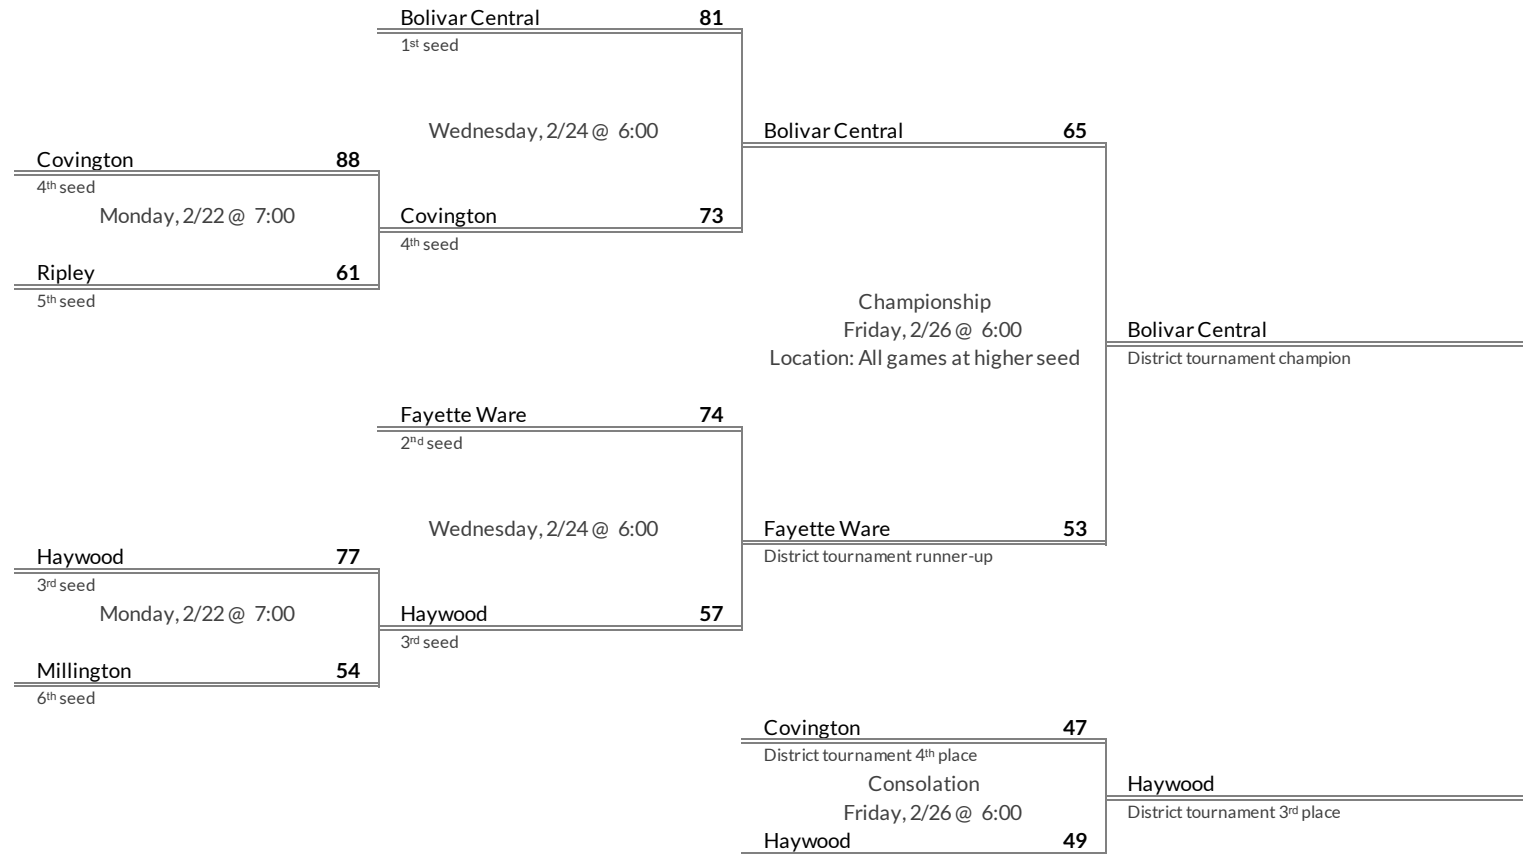 Bolivar Central 81
1st seed
Wednesday, 2/24 @ 6:00
Bolivar Central 65
Covington 88
4th seed
Monday, 2/22 @ 7:00
Covington 73
4th seed
Ripley 61
5th seed
Championship
Friday, 2/26 @ 6:00
Location: All games at higher seed
Bolivar Central
District tournament champion
Fayette Ware 74
2nd seed
Wednesday, 2/24 @ 6:00
Fayette Ware 53
District tournament runner-up
Haywood 77
3rd seed
Monday, 2/22 @ 7:00
Haywood 57
3rd seed
Millington 54
6th seed
Covington 47
District tournament 4th place
Consolation
Friday, 2/26 @ 6:00
Haywood 49
Haywood
District tournament 3rd place